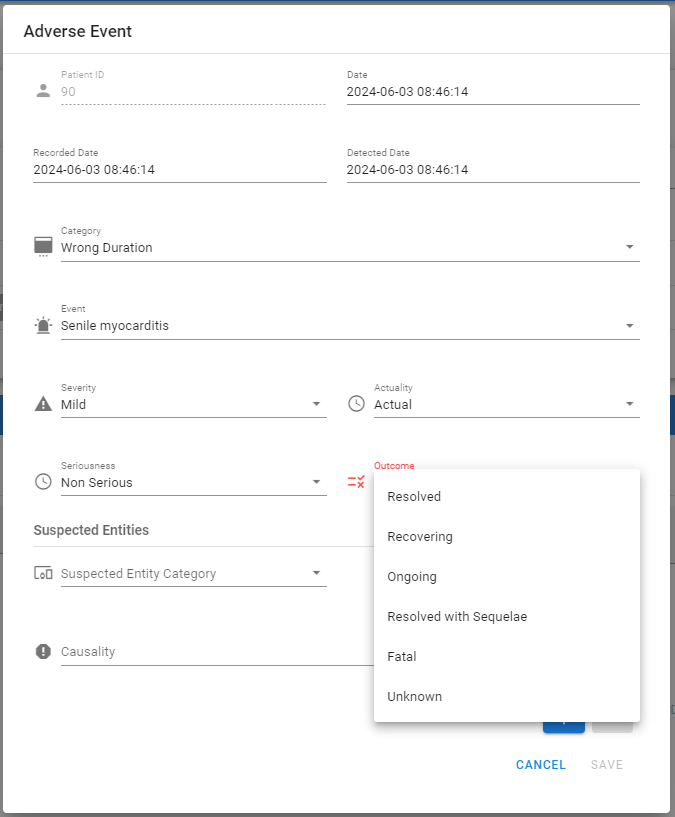 Adverse Event
Patient ID
90
Date
2024-06-03 08:46:14
Recorded Date
2024-06-03 08:46:14
Detected Date
2024-06-03 08:46:14
Category
Wrong Duration
Event
Senile myocarditis
Severity
Mild
Actuality
Actual
Seriousness
Non Serious
Outcome
Resolved
Recovering
Ongoing
Resolved with Sequelae
Fatal
Unknown
Suspected Entities
Suspected Entity Category
Causality
CANCEL
SAVE